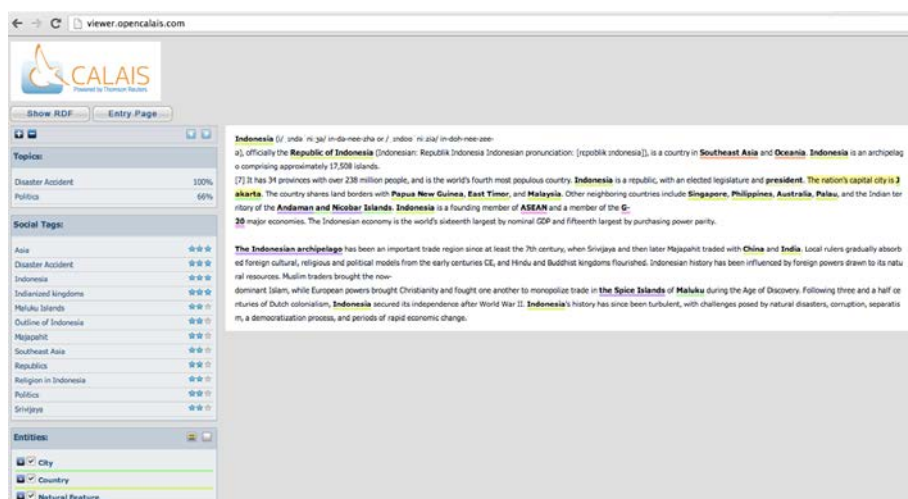 viewer.opencalais.com
CALAIS
Powered by Thomson Reuters
Show RDF
Entry Page
Topics:
Disaster Accident 100%
Politics 66%
Social Tags:
Asia
Disaster Accident
Indonesia
Indianized kingdoms
Maluku Islands
Outline of Indonesia
Majapahit
Southeast Asia
Republics
Religion in Indonesia
Politics
Srivijaya
Entities:
City
Country
Natural Feature
Indonesia in-da-nee-zha or / in-doh-nee-zee-
a), officially the Republic of Indonesia (Indonesian: Republik Indonesia Indonesian pronunciation: is a country in Southeast Asia and Oceania. Indonesia is an archipelag
o comprising approximately 17,508 islands.
[7] It has 34 provinces with over 238 million people, and is the world's fourth most populous country. Indonesia is a republic, with an elected legislature and president. The nation's capital city is J
akarta. The country shares land borders with Papua New Guinea, East Timor, and Malaysia. Other neighboring countries include Singapore, Philippines, Australia, Palau, and the Indian ter
ritory of the Andaman and Nicobar Islands. Indonesia is a founding member of ASEAN and a member of the G-
20 major economies. The Indonesian economy is the world's sixteenth largest by nominal GDP and fifteenth largest by purchasing power parity.
The Indonesian archipelago has been an important trade region since at least the 7th century, when Srivijaya and then later Majapahit traded with China and India. Local rulers gradually absorb
ed foreign cultural, religious and political models from the early centuries CE, and Hindu and Buddhist kingdoms flourished. Indonesian history has been influenced by foreign powers drawn to its natu
ral resources. Muslim traders brought the now-
dominant Islam, while European powers brought Christianity and fought one another to monopolize trade in the Spice Islands of Maluku during the Age of Discovery. Following three and a half ce
nturies of Dutch colonialism, Indonesia secured its independence after World War II. Indonesia's history has since been turbulent, with challenges posed by natural disasters, corruption, separatis
m, a democratization process, and periods of rapid economic change.